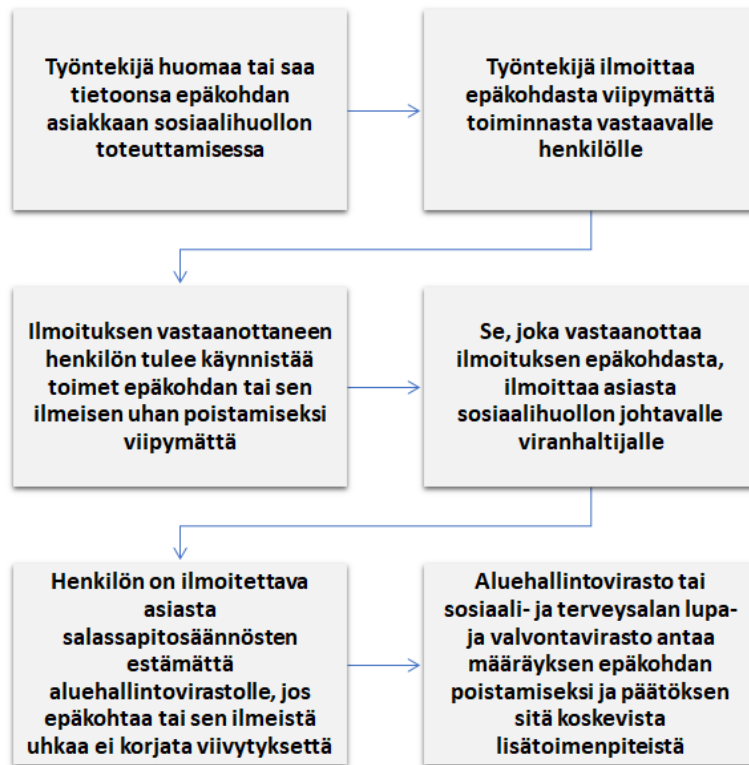 Työntekijä huomaa tai saa
tietoonsa epäkohdan
asiakkaan sosiaalihuollon
toteuttamisessa
Työntekijä ilmoittaa
epäkohdasta viipymättä
toiminnasta vastaavalle
henkilölle
Ilmoituksen vastaanottaneen
henkilön tulee käynnistää
toimet epäkohdan tai sen
ilmeisen uhan poistamiseksi
viipymättä
Se, joka vastaanottaa
ilmoituksen epäkohdasta,
ilmoittaa asiasta
sosiaalihuollon johtavalle
viranhaltijalle
Henkilön on ilmoitettava
asiasta
salassapitosäännösten
estämättä
aluehallintovirastolle, jos
epäkohtaa tai sen ilmeistä
uhkaa ei korjata viivytyksettä
Aluehallintovirasto tai
sosiaali- ja terveysalan lupa-
ja valvontavirasto antaa
määräyksen epäkohdan
poistamiseksi ja päätöksen
sitä koskevista
lisätoimenpiteistä